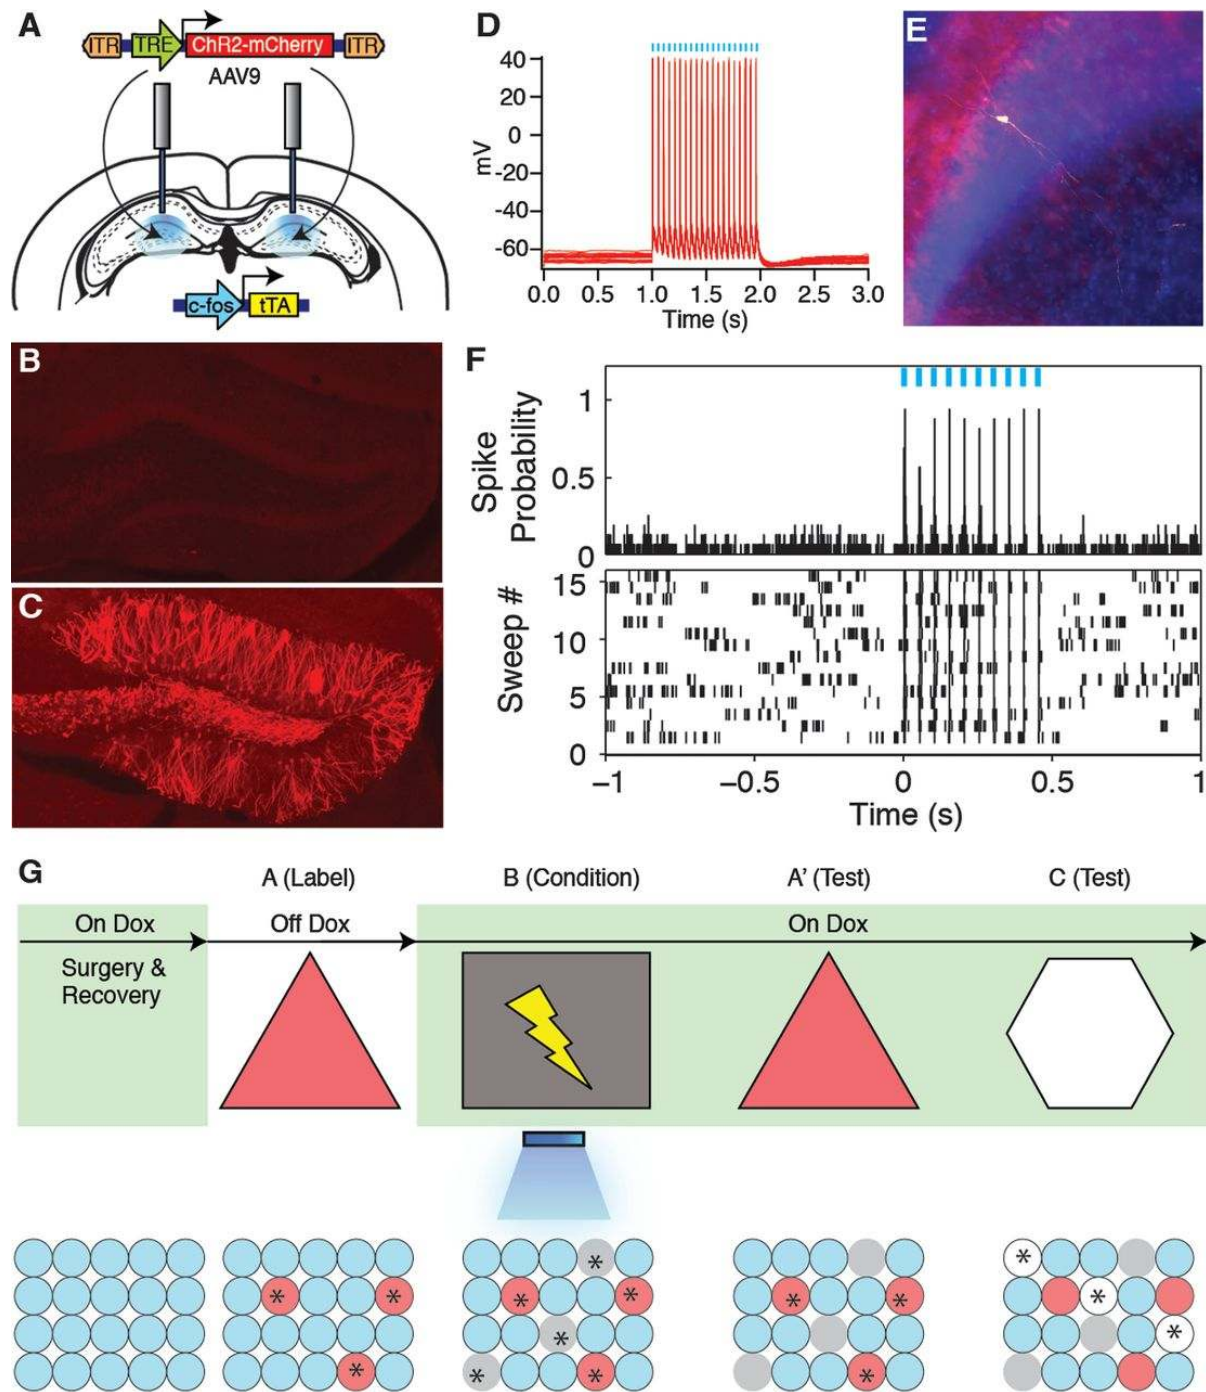 A
ITR TRE ChR2-mCherry ITR
AAV9
c-fos tTA
B
C
D
mV
40
20
0
-20
-40
-60
0.0 0.5 1.0 1.5 2.0 2.5 3.0
Time (s)
E
F
Spike
Probability
1
0.5
0
Sweep #
15
10
5
0
−1 −0.5 0 0.5 1
Time (s)
G
A (Label) B (Condition) A' (Test) C (Test)
On Dox Off Dox On Dox
Surgery &
Recovery
* *
*
*
* *
*
* *
* *
*
*
*
*